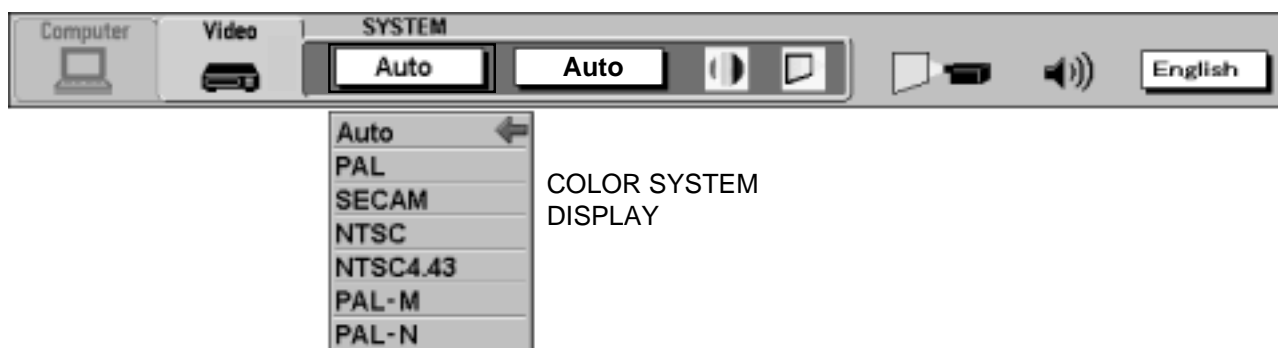 Computer Video SYSTEM
Auto Auto English
Auto
PAL
SECAM
NTSC
NTSC4.43
PAL-M
PAL-N
COLOR SYSTEM
DISPLAY